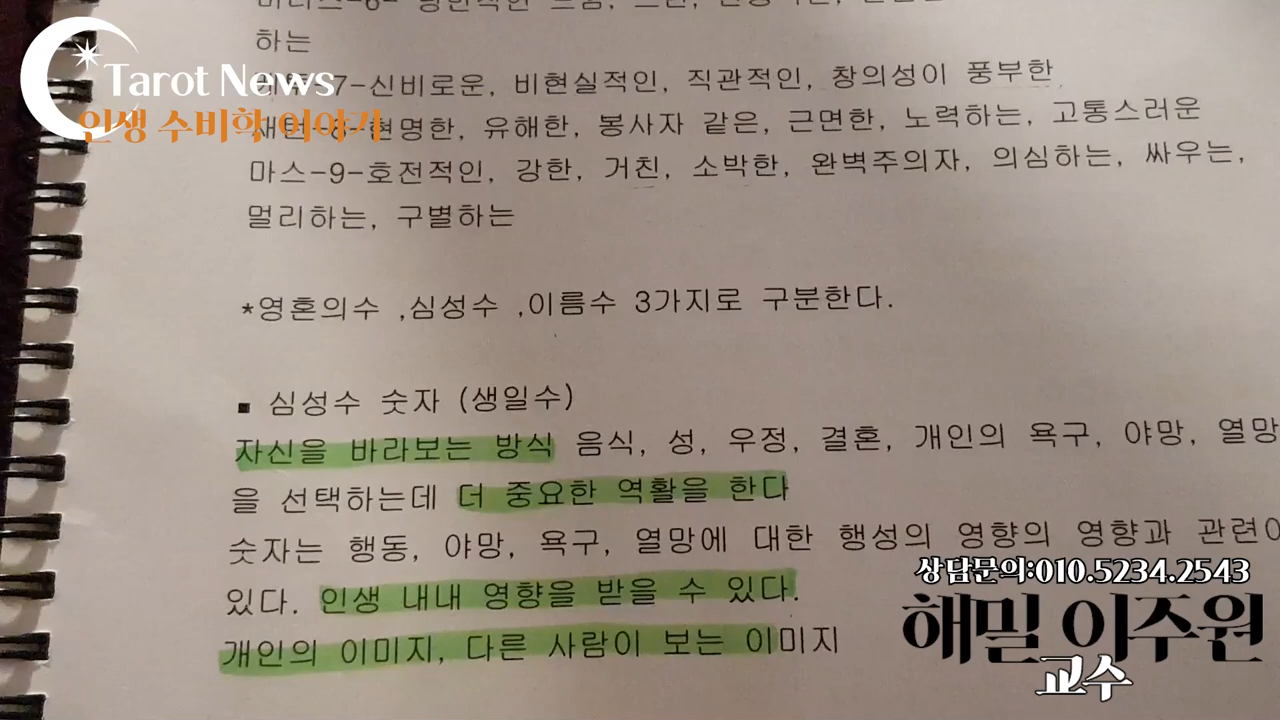 하는
Tarot News
7-신비로운, 비현실적인, 직관적인, 창의성이 풍부한,
인생 수비학 이야기
8-현명한, 유해한, 봉사자 같은, 근면한, 노력하는, 고통스러운
마스-9-호전적인, 강한, 거친, 소박한, 완벽주의자, 의심하는, 싸우는,
멀리하는, 구별하는
*영혼의수 ,심성수 ,이름수 3가지로 구분한다.
▪ 심성수 숫자 (생일수)
자신을 바라보는 방식 음식, 성, 우정, 결혼, 개인의 욕구, 야망, 열망
을 선택하는데 더 중요한 역활을 한다
숫자는 행동, 야망, 욕구, 열망에 대한 행성의 영향의 영향과 관련이
있다. 인생 내내 영향을 받을 수 있다.
개인의 이미지, 다른 사람이 보는 이미지
상담문의:010.5234.2543
해밀 이주원
교수